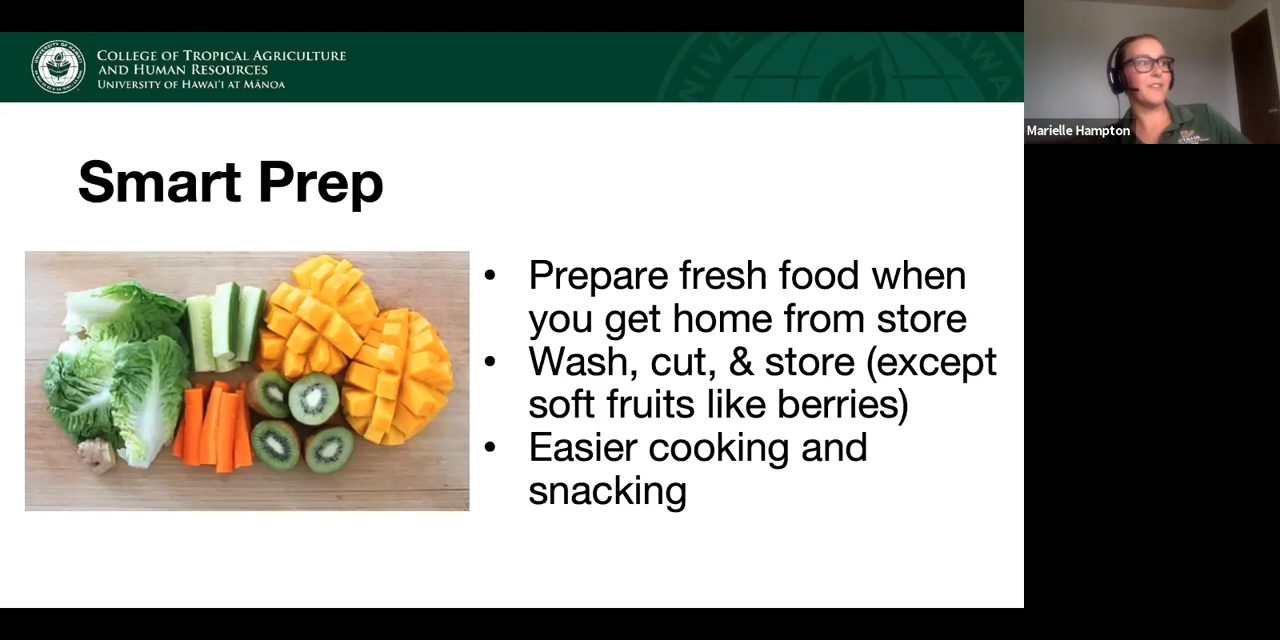 COLLEGE OF TROPICAL AGRICULTURE
AND HUMAN RESOURCES
UNIVERSITY OF HAWAIʻI AT MĀNOA
Marielle Hampton
Smart Prep
• Prepare fresh food when
you get home from store
• Wash, cut, & store (except
soft fruits like berries)
• Easier cooking and
snacking